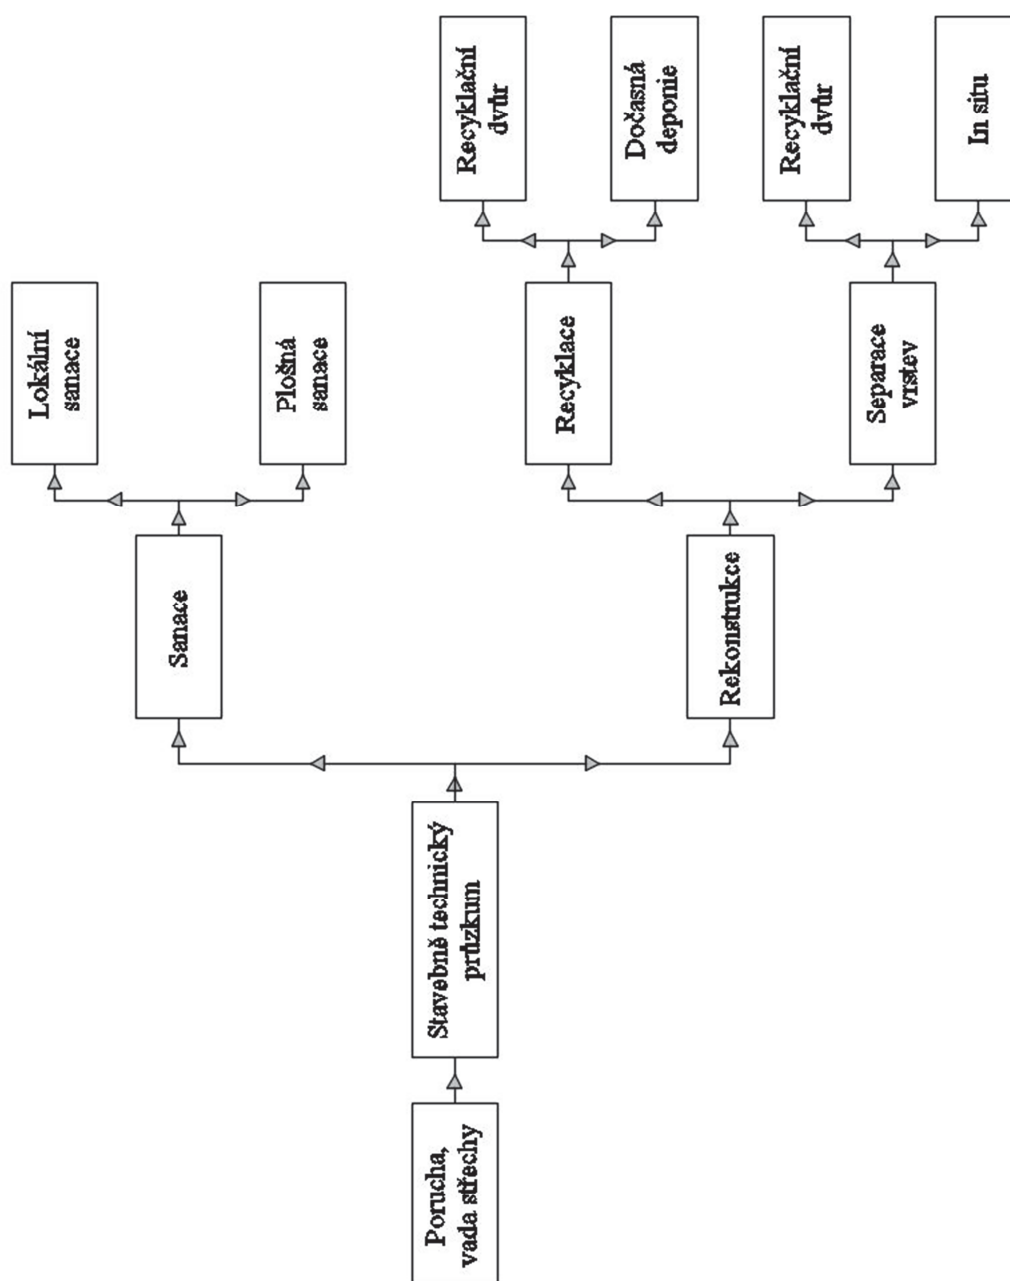 Porucha,
vada střechy
Stavebně technický
průzkum
Sanace
Lokální
sanace
Plošná
sanace
Rekonstrukce
Recyklace
Recyklační
dvůr
Dočasná
deponie
Separace
vrstev
Recyklační
dvůr
In situ